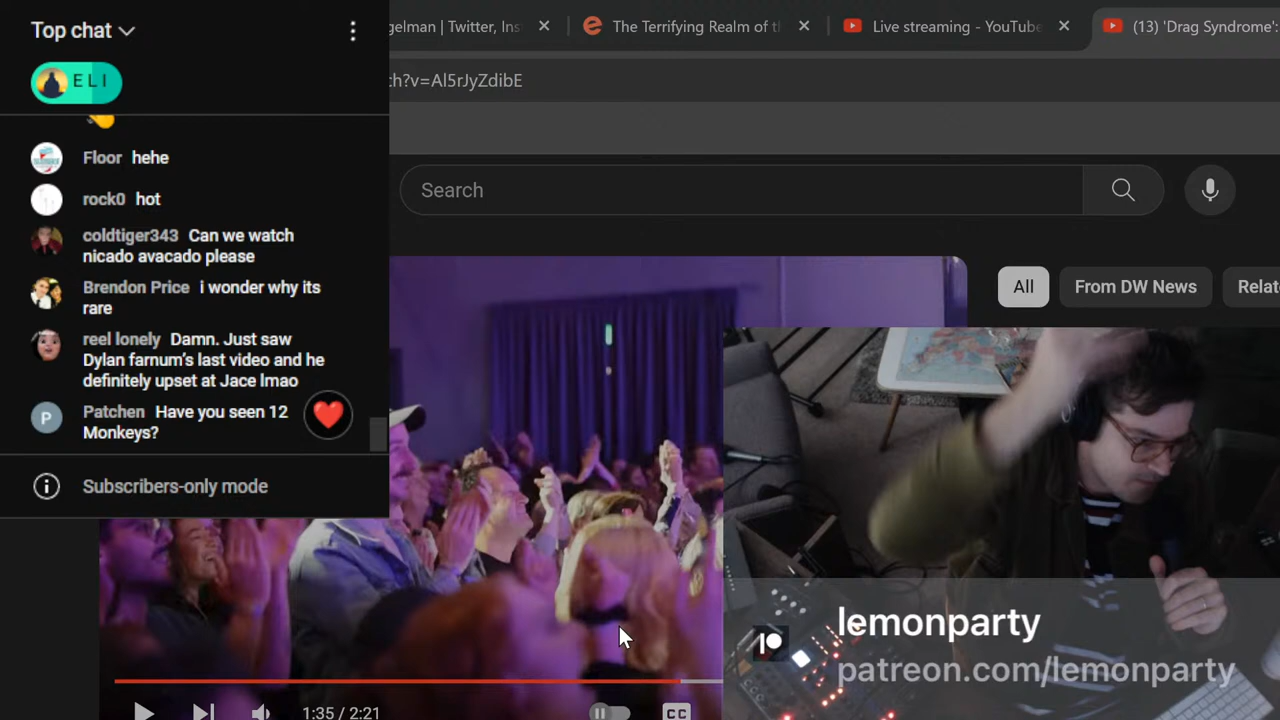 Top chat
ELI
Floor hehe
rock0 hot
coldtiger343 Can we watch
nicado avacado please
Brendon Price i wonder why its
rare
reel lonely Damn. Just saw
Dylan farnum's last video and he
definitely upset at Jace lmao
Patchen Have you seen 12
Monkeys?
P
Subscribers-only mode
gelman | Twitter, Ins
The Terrifying Realm of th
Live streaming - YouTube
(13) 'Drag Syndrome':
ch?v=Al5rJyZdibE
Search
All
From DW News
Relate
lemonparty
patreon.com/lemonparty
1:35 / 2:21
CC